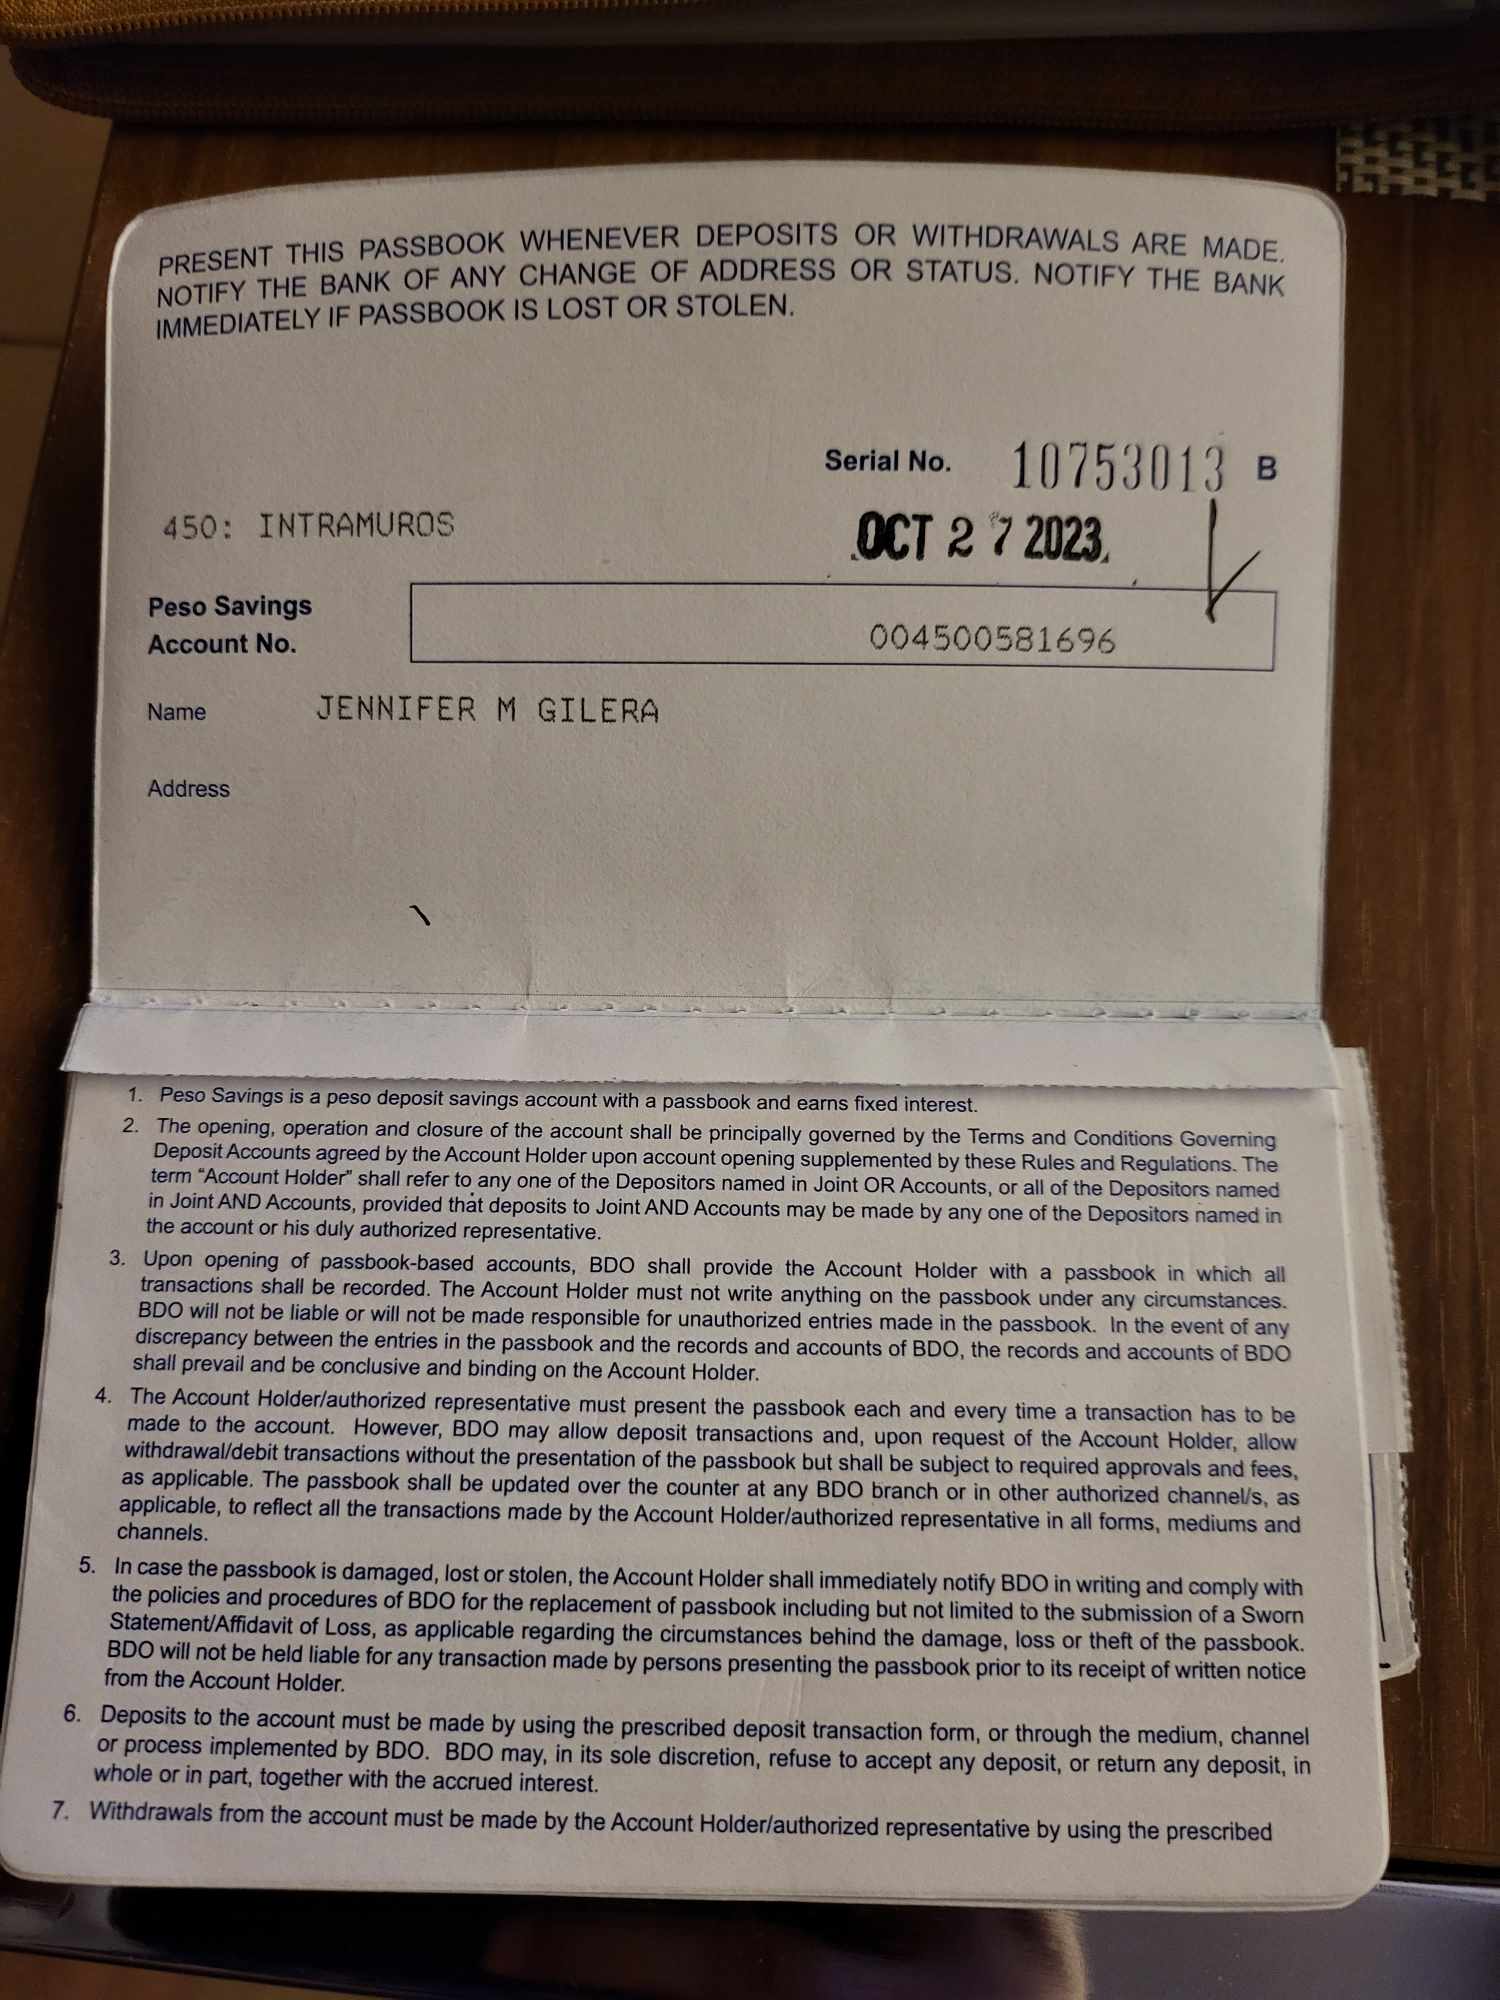 PRESENT THIS PASSBOOK WHENEVER DEPOSITS OR WITHDRAWALS ARE MADE.
NOTIFY THE BANK OF ANY CHANGE OF ADDRESS OR STATUS. NOTIFY THE BANK
IMMEDIATELY IF PASSBOOK IS LOST OR STOLEN.
Serial No. 10753013 B
450: INTRAMUROS
OCT 27 2023
Peso Savings
Account No.
004500581696
Name JENNIFER M GILERA
Address
1. Peso Savings is a peso deposit savings account with a passbook and earns fixed interest.
2. The opening, operation and closure of the account shall be principally governed by the Terms and Conditions Governing
Deposit Accounts agreed by the Account Holder upon account opening supplemented by these Rules and Regulations. The
term “Account Holder” shall refer to any one of the Depositors named in Joint OR Accounts, or all of the Depositors named
in Joint AND Accounts, provided that deposits to Joint AND Accounts may be made by any one of the Depositors named in
the account or his duly authorized representative.
3. Upon opening of passbook-based accounts, BDO shall provide the Account Holder with a passbook in which all
transactions shall be recorded. The Account Holder must not write anything on the passbook under any circumstances.
BDO will not be liable or will not be made responsible for unauthorized entries made in the passbook. In the event of any
discrepancy between the entries in the passbook and the records and accounts of BDO, the records and accounts of BDO
shall prevail and be conclusive and binding on the Account Holder.
4. The Account Holder/authorized representative must present the passbook each and every time a transaction has to be
made to the account. However, BDO may allow deposit transactions and, upon request of the Account Holder, allow
withdrawal/debit transactions without the presentation of the passbook but shall be subject to required approvals and fees,
as applicable. The passbook shall be updated over the counter at any BDO branch or in other authorized channel/s, as
applicable, to reflect all the transactions made by the Account Holder/authorized representative in all forms, mediums and
channels.
5. In case the passbook is damaged, lost or stolen, the Account Holder shall immediately notify BDO in writing and comply with
the policies and procedures of BDO for the replacement of passbook including but not limited to the submission of a Sworn
Statement/Affidavit of Loss, as applicable regarding the circumstances behind the damage, loss or theft of the passbook.
BDO will not be held liable for any transaction made by persons presenting the passbook prior to its receipt of written notice
from the Account Holder.
6. Deposits to the account must be made by using the prescribed deposit transaction form, or through the medium, channel
or process implemented by BDO. BDO may, in its sole discretion, refuse to accept any deposit, or return any deposit, in
whole or in part, together with the accrued interest.
7. Withdrawals from the account must be made by the Account Holder/authorized representative by using the prescribed